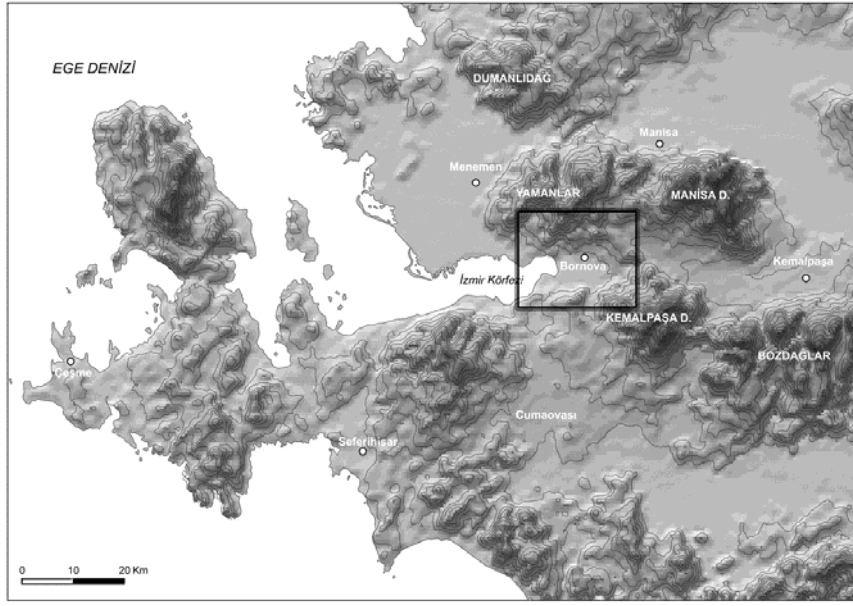 EGE DENİZİ
DUMANLIDAĞ
Manisa
Menemen
YAMANLAR
MANİSA D.
Bornova
Kemalpaşa
İzmir Körfezi
KEMALPAŞA D.
BOZDAĞLAR
Çeşme
Cumaovası
Seferihisar
0 10 20 Km